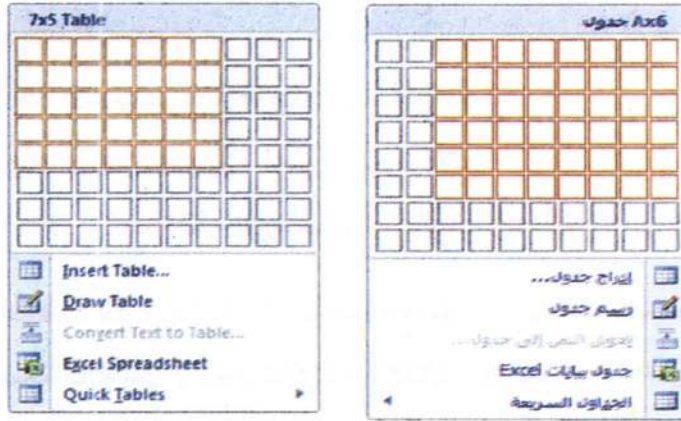 7x5 Table
Insert Table...
Draw Table
Convert Text to Table...
Excel Spreadsheet
Quick Tables
٨x6 جدول
إدراج جدول...
رسم جدول
تحويل النص إلى جدول...
جدول بيانات Excel
الجداول السريعة